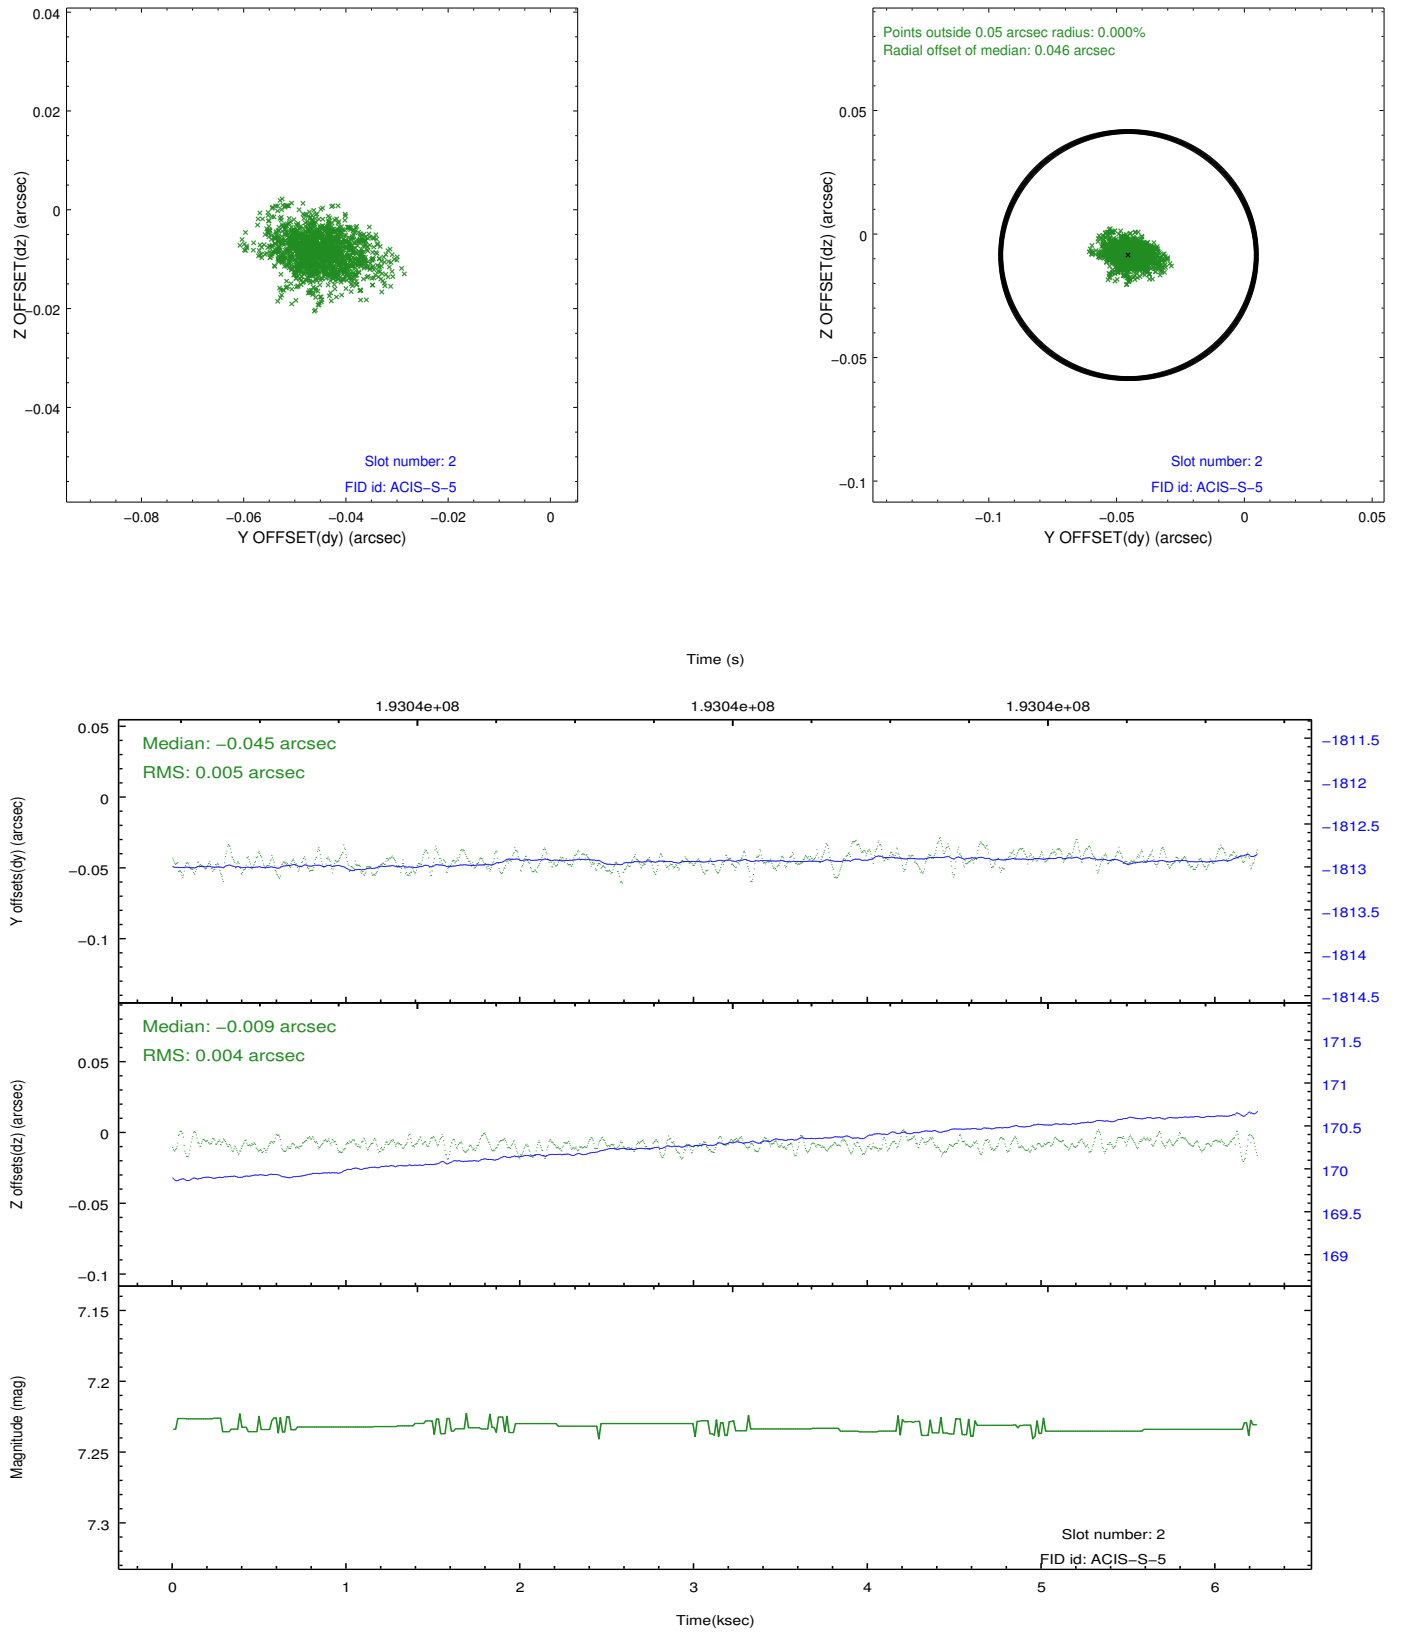 0.04
0.02
0
−0.02
−0.04
Z OFFSET(dz) (arcsec)
Slot number: 2
FID id: ACIS−S−5
−0.08
−0.06
−0.04
−0.02
0
Y OFFSET(dy) (arcsec)
Points outside 0.05 arcsec radius: 0.000%
Radial offset of median: 0.046 arcsec
0.05
0
−0.05
−0.1
Z OFFSET(dz) (arcsec)
Slot number: 2
FID id: ACIS−S−5
−0.1
−0.05
0
0.05
Y OFFSET(dy) (arcsec)
Time (s)
1.9304e+08
1.9304e+08
1.9304e+08
Median: −0.045 arcsec
RMS: 0.005 arcsec
0.05
0
−0.05
−0.1
Y offsets(dy) (arcsec)
−1811.5
−1812
−1812.5
−1813
−1813.5
−1814
−1814.5
Median: −0.009 arcsec
RMS: 0.004 arcsec
0.05
0
−0.05
−0.1
Z offsets(dz) (arcsec)
171.5
171
170.5
170
169.5
169
7.15
7.2
7.25
7.3
Magnitude (mag)
Slot number: 2
FID id: ACIS−S−5
0
1
2
3
4
5
6
Time(ksec)